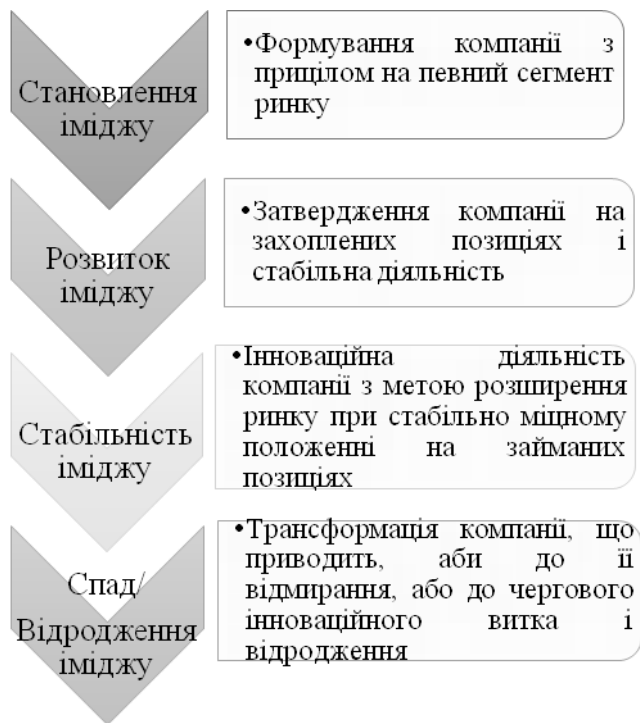 Становлення
іміджу
•Формування компанії з
прицілом на певний сегмент
ринку
Розвиток
іміджу
•Затвердження компанії на
захоплених позиціях і
стабільна діяльність
Стабільність
іміджу
•Інноваційна діяльність
компанії з метою розширення
ринку при стабільно міцному
положенні на займаних
позиціях
Спад/
Відродження
іміджу
•Трансформація компанії, що
приводить, аби до її
відмирання, або до чергового
інноваційного витка і
відродження